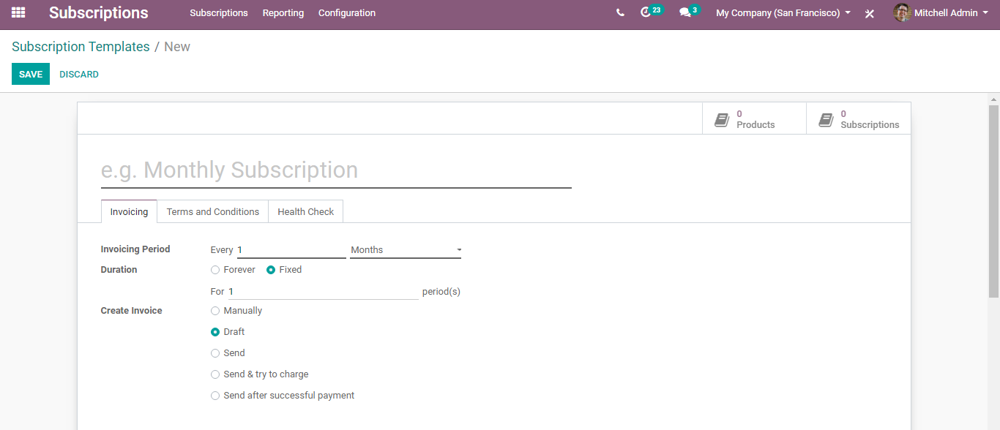 Subscriptions Subscriptions Reporting Configuration 23 3 My Company (San Francisco) Mitchell Admin
Subscription Templates / New
SAVE DISCARD
0 Products 0 Subscriptions
e.g. Monthly Subscription
Invoicing Terms and Conditions Health Check
Invoicing Period Every 1 Months
Duration Forever Fixed
For 1 period(s)
Create Invoice Manually
Draft
Send
Send & try to charge
Send after successful payment